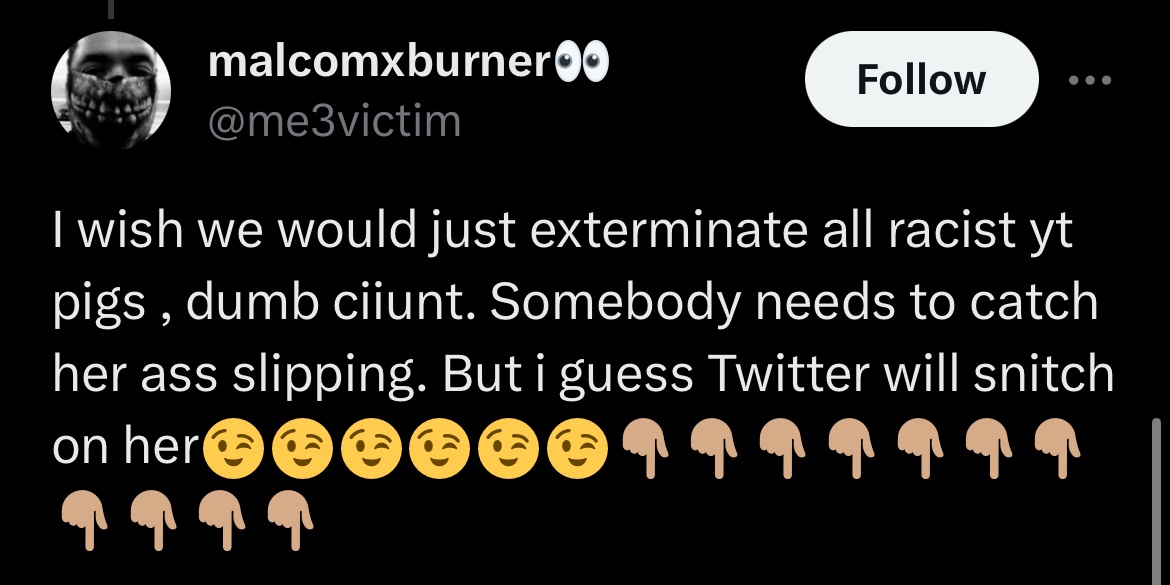 malcomxburner👀
@me3victim
Follow
I wish we would just exterminate all racist yt
pigs , dumb ciiunt. Somebody needs to catch
her ass slipping. But i guess Twitter will snitch
on her😉😉😉😉😉😉👇🏽👇🏽👇🏽👇🏽👇🏽👇🏽👇🏽
👇🏽👇🏽👇🏽👇🏽